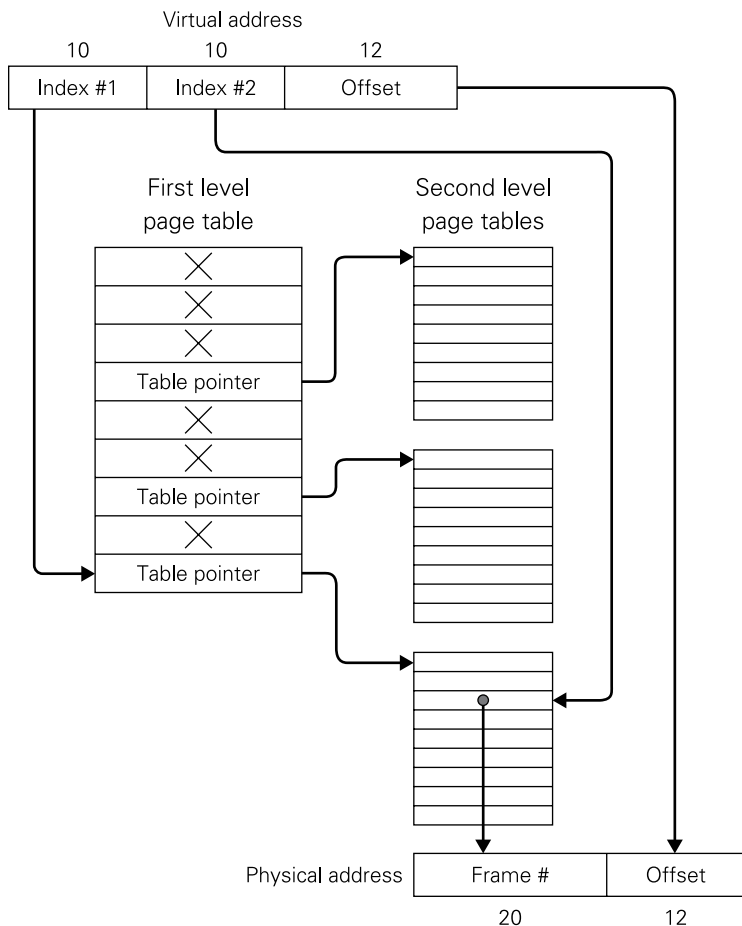 Virtual address
10 10 12
Index #1 Index #2 Offset
First level
page table
Second level
page tables
Table pointer
Table pointer
Table pointer
Physical address Frame # Offset
20 12